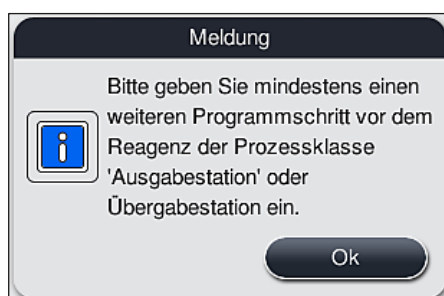 Meldung
Bitte geben Sie mindestens einen
weiteren Programmschritt vor dem
Reagenz der Prozessklasse
'Ausgabestation' oder
Übergabestation ein.
Ok